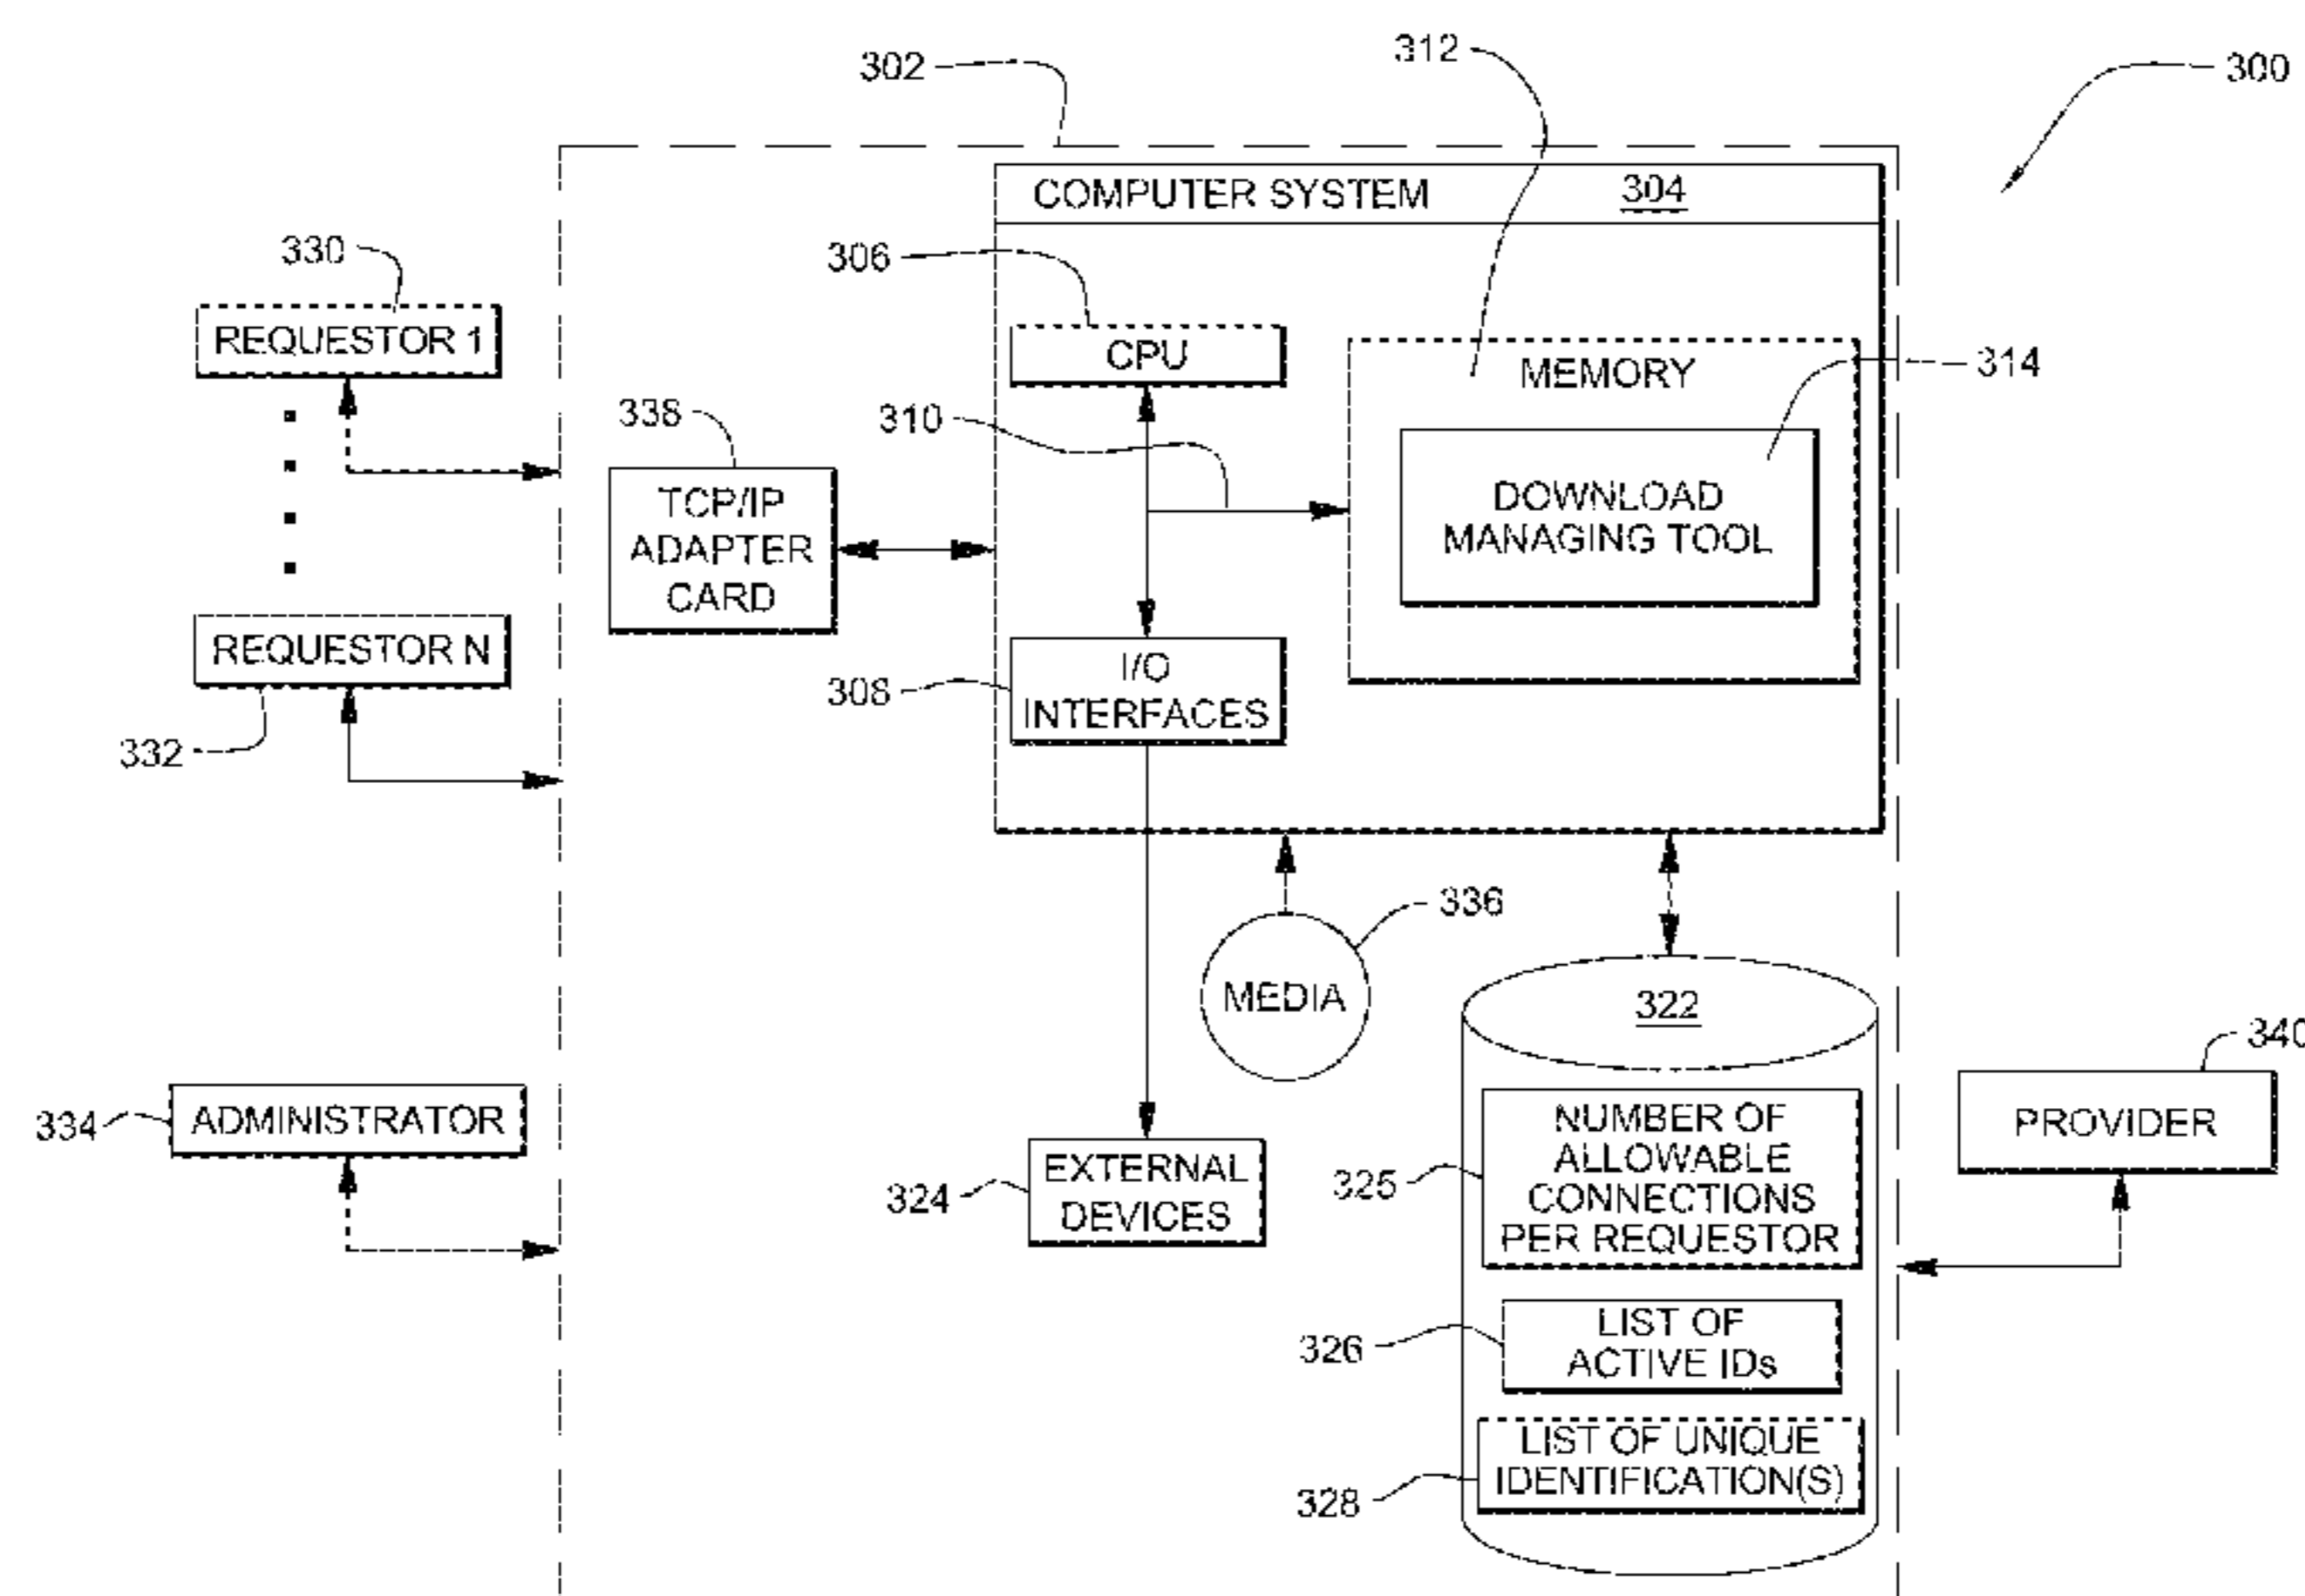 302
312
300
COMPUTER SYSTEM 304
330
306
REQUESTOR 1
CPU
MEMORY
314
338
310
TCP/IP
ADAPTER
CARD
DOWNLOAD
MANAGING TOOL
REQUESTOR N
332
308
I/O
INTERFACES
336
MEDIA
322
340
334
ADMINISTRATOR
324
EXTERNAL
DEVICES
325
NUMBER OF
ALLOWABLE
CONNECTIONS
PER REQUESTOR
PROVIDER
326
LIST OF
ACTIVE IDs
328
LIST OF UNIQUE
IDENTIFICATION(S)